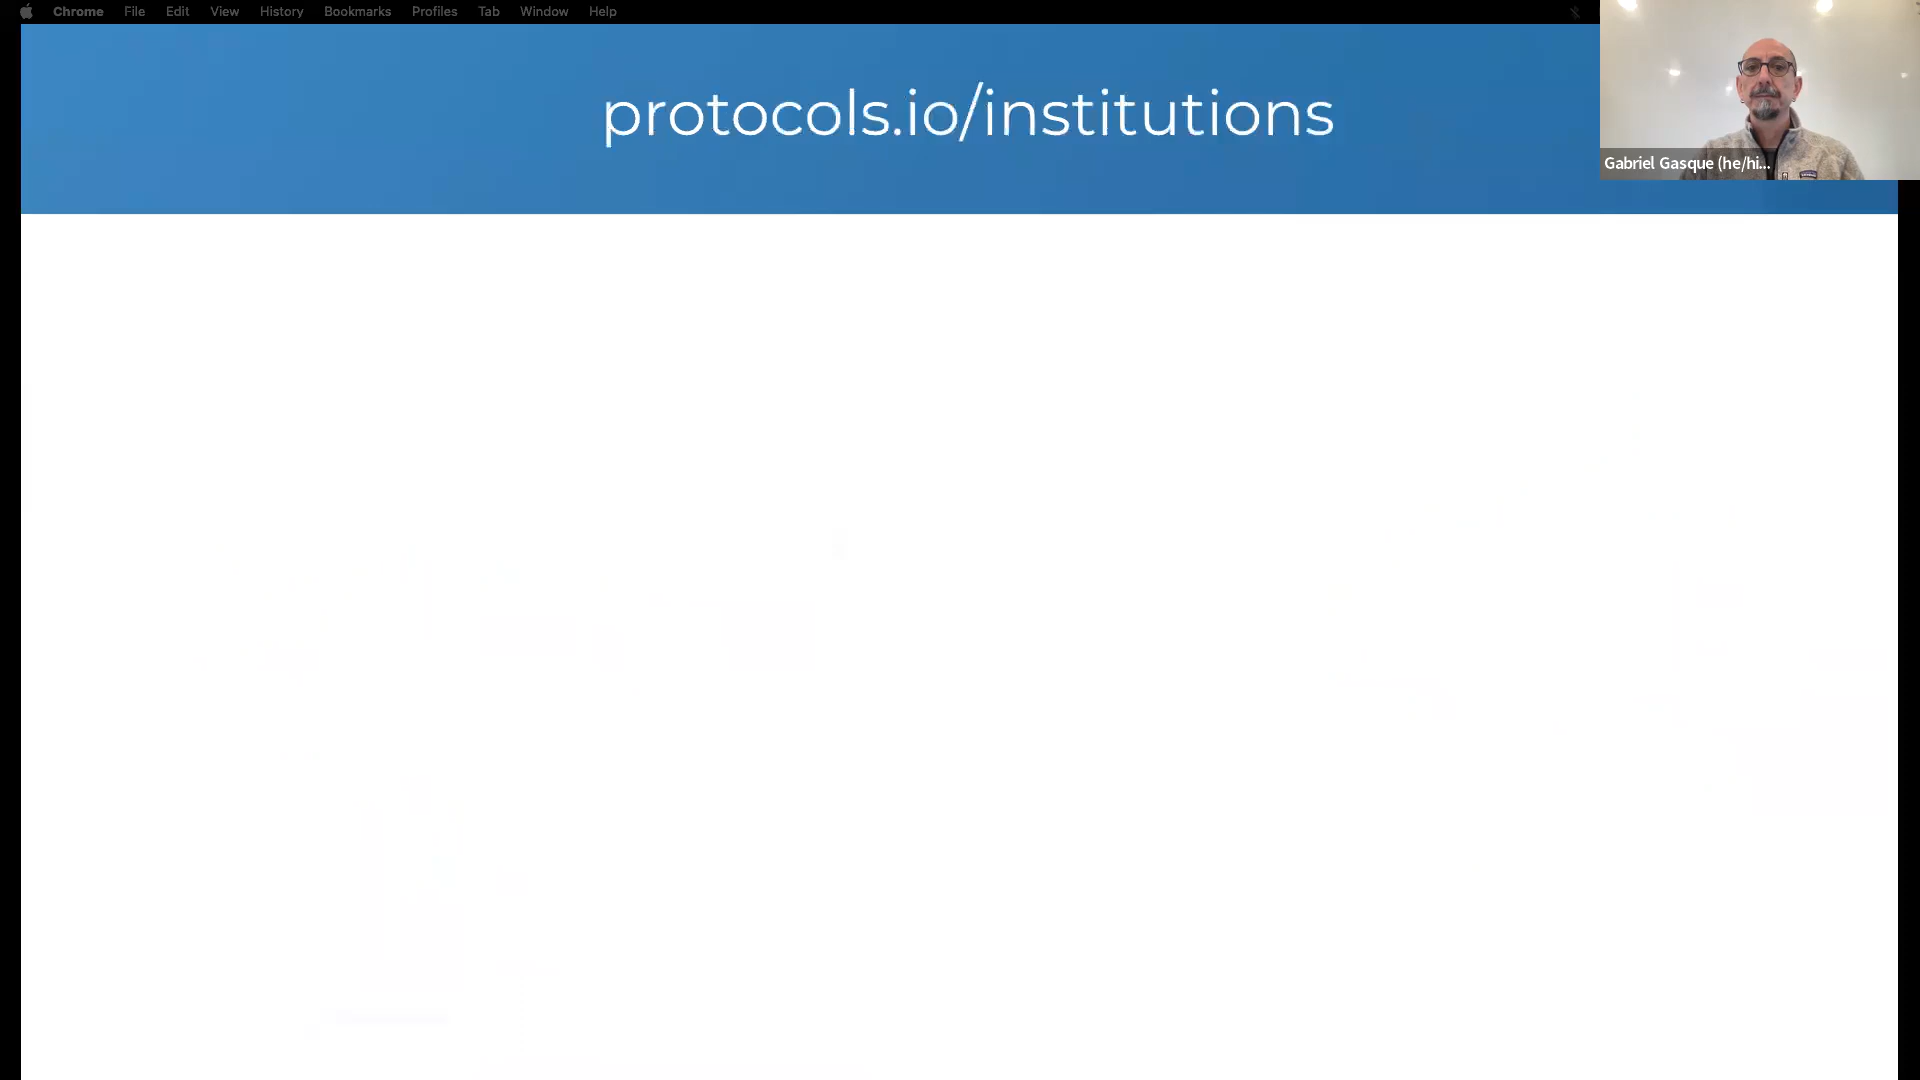 Chrome File Edit View History Bookmarks Profiles Tab Window Help
protocols.io/institutions
Gabriel Gasque (he/hi...